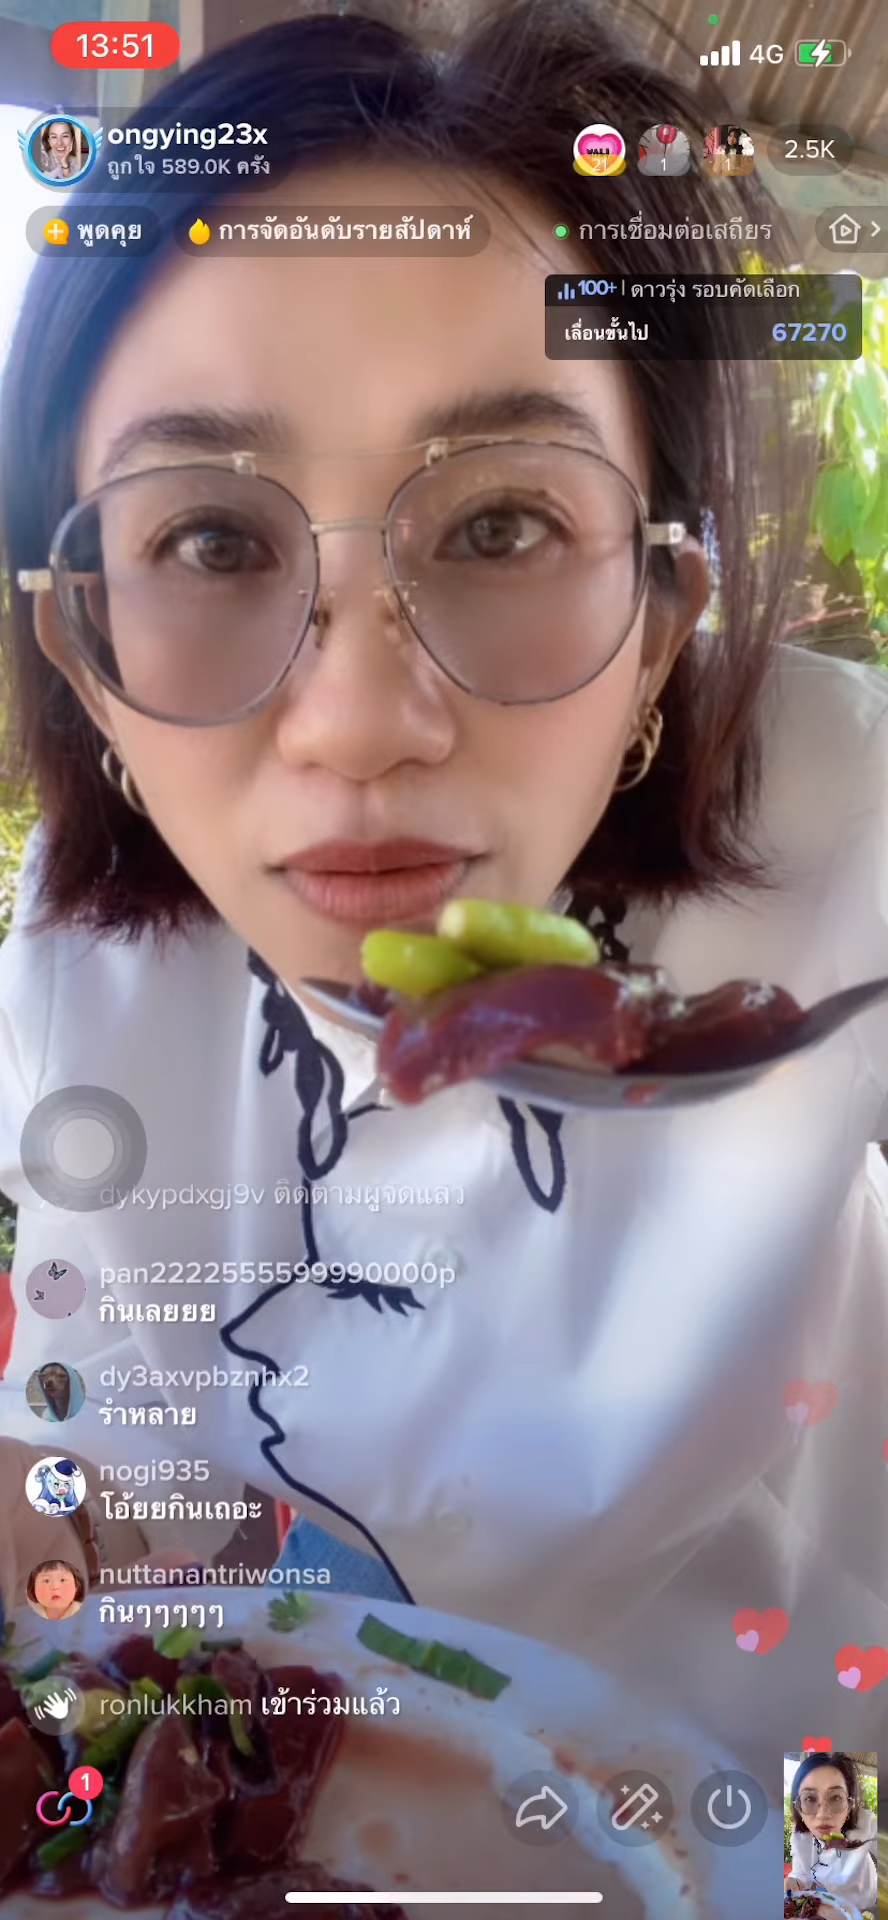 13:51
4G
ongying23x
ถูกใจ 589.0K ครั้ง
21
1
1
2.5K
พูดคุย
การจัดอันดับรายสัปดาห์
การเชื่อมต่อเสถียร
100+ | ดาวรุ่ง รอบคัดเลือก
เลื่อนขั้นไป 67270
dykypdxgj9v ติดตามผู้จัดแล้ว
pan2222555599990000p
กินเลยยย
dy3axvpbznhx2
รำหลาย
nogi935
โอ้ยยกินเถอะ
nuttanantriwonsa
กินๆๆๆๆๆ
ronlukkham เข้าร่วมแล้ว
1